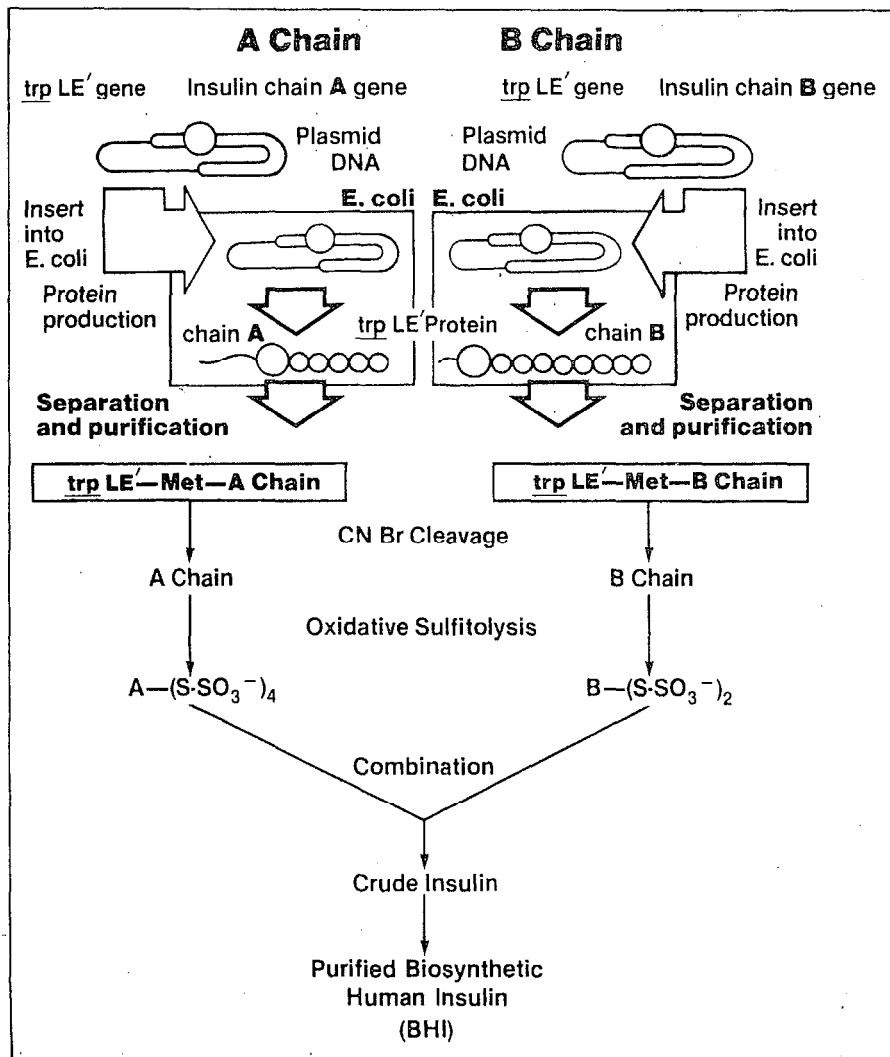 A Chain
B Chain
trp LE′ gene
Insulin chain A gene
trp LE′ gene
Insulin chain B gene
Plasmid
DNA
Plasmid
DNA
E. coli
E. coli
Insert
into
E. coli
Insert
into
E. coli
Protein
production
Protein
production
chain A
trp LE′Protein
chain B
Separation
and purification
Separation
and purification
trp LE′—Met—A Chain
trp LE′—Met—B Chain
CN Br Cleavage
A Chain
B Chain
Oxidative Sulfitolysis
A—(S·SO₃⁻)₄
B—(S·SO₃⁻)₂
Combination
Crude Insulin
Purified Biosynthetic
Human Insulin
(BHI)